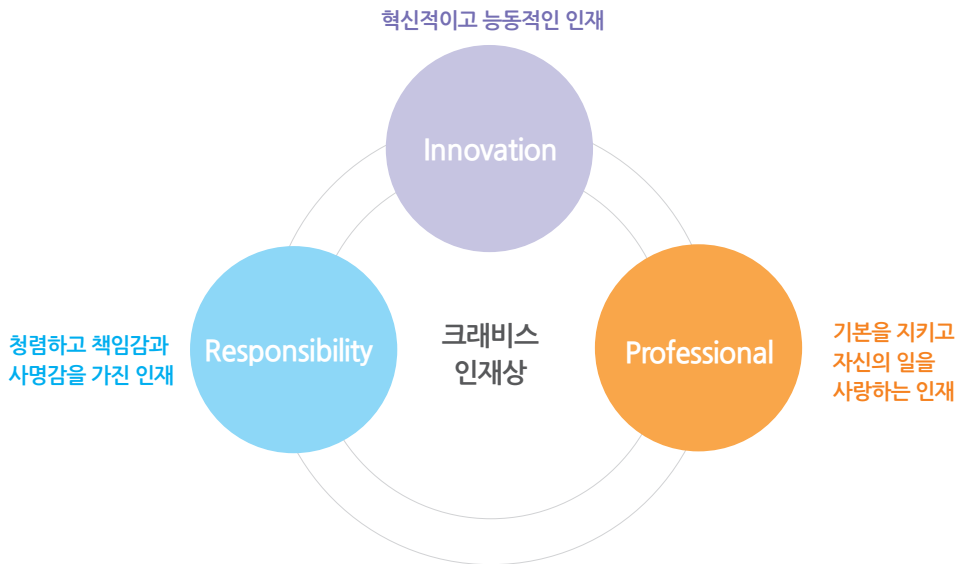 혁신적이고 능동적인 인재
Innovation
청렴하고 책임감과
사명감을 가진 인재
Responsibility
크래비스
인재상
Professional
기본을 지키고
자신의 일을
사랑하는 인재